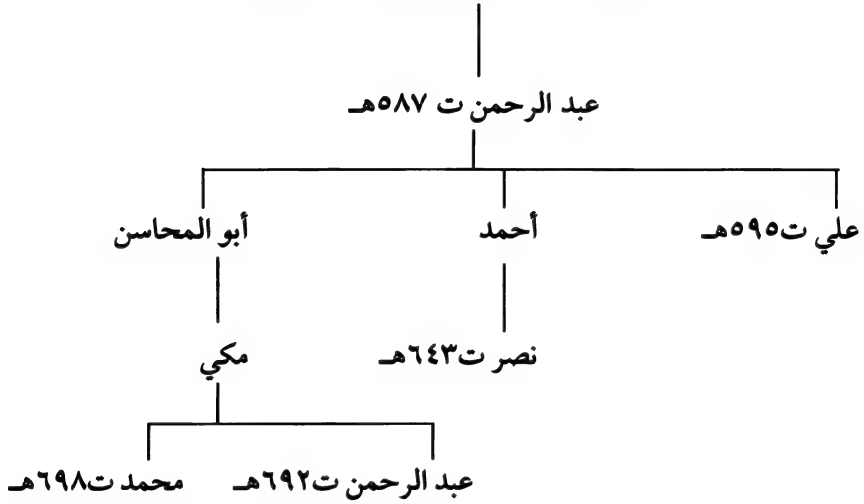 عبد الرحمن ت ٥٨٧هـ
علي ت٥٩٥هـ
أحمد
أبو المحاسن
نصر ت٦٤٣هـ
مكي
عبد الرحمن ت٦٩٢هـ
محمد ت٦٩٨هـ